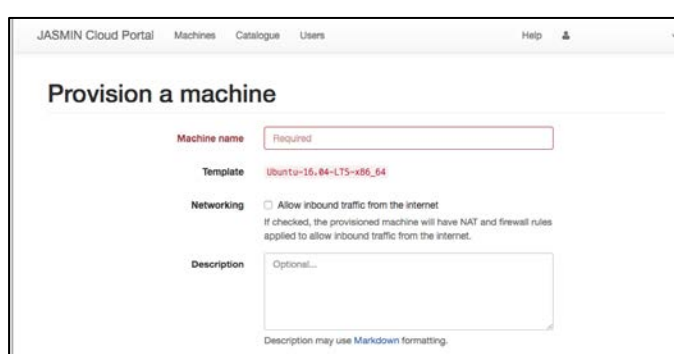 JASMIN Cloud Portal Machines Catalogue Users Help
Provision a machine
Machine name Required
Template Ubuntu-16.04-LTS-x86_64
Networking Allow inbound traffic from the internet
If checked, the provisioned machine will have NAT and firewall rules
applied to allow inbound traffic from the internet.
Description Optional...
Description may use Markdown formatting.